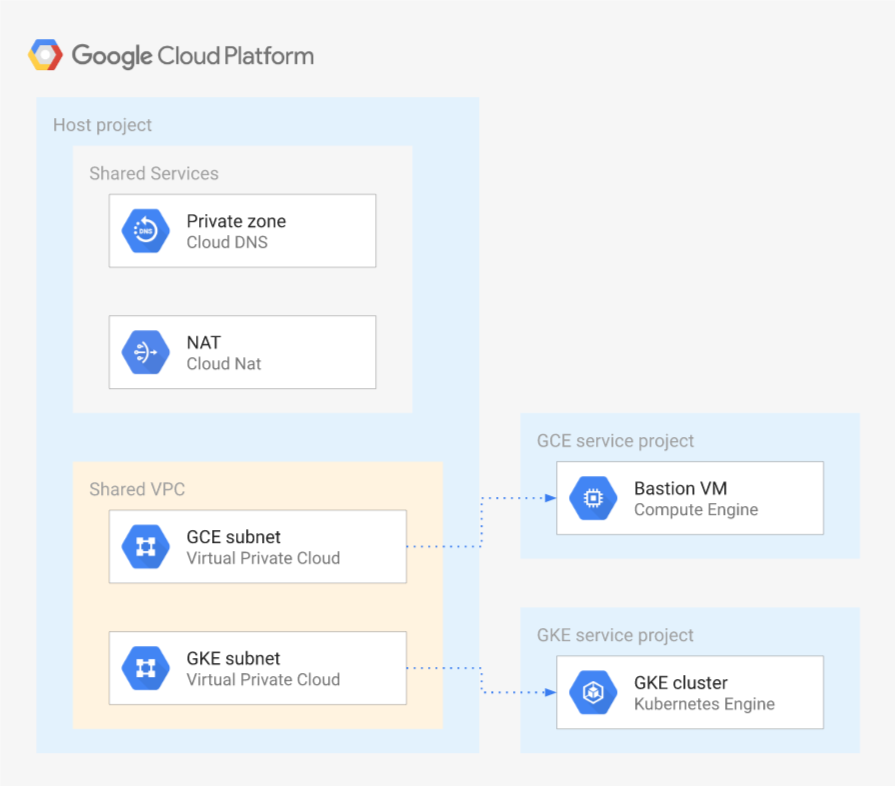 Google Cloud Platform
Host project
Shared Services
DNS
Private zone
Cloud DNS
NAT
Cloud Nat
Shared VPC
GCE subnet
Virtual Private Cloud
GKE subnet
Virtual Private Cloud
GCE service project
Bastion VM
Compute Engine
GKE service project
GKE cluster
Kubernetes Engine